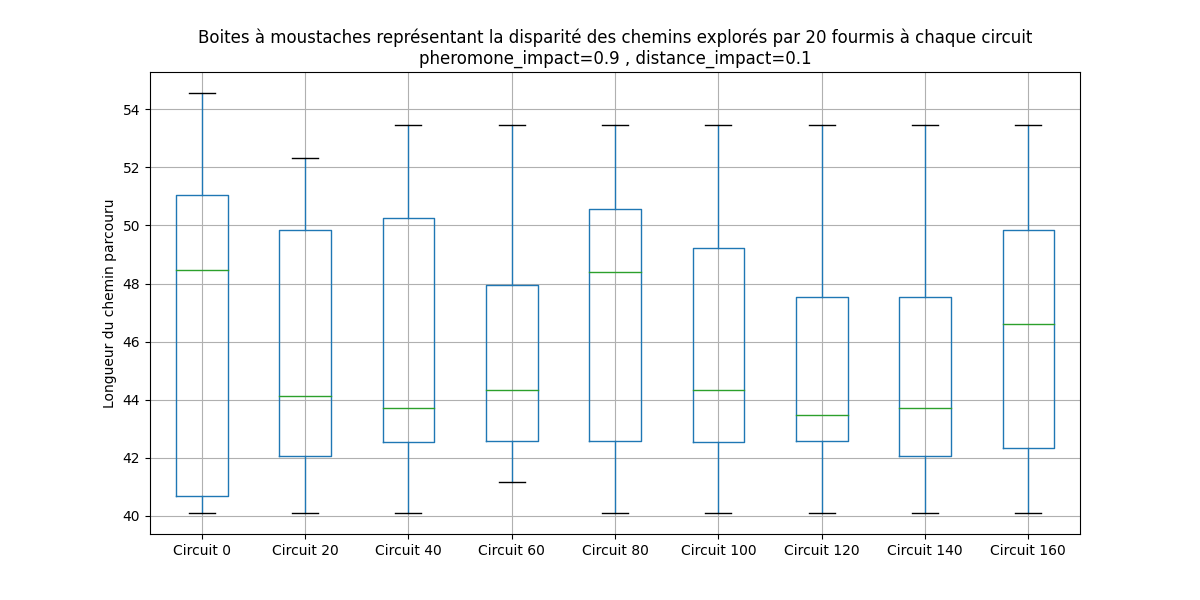 Boites à moustaches représentant la disparité des chemins explorés par 20 fourmis à chaque circuit
pheromone_impact=0.9 , distance_impact=0.1
Longueur du chemin parcouru
54
52
50
48
46
44
42
40
Circuit 0
Circuit 20
Circuit 40
Circuit 60
Circuit 80
Circuit 100
Circuit 120
Circuit 140
Circuit 160